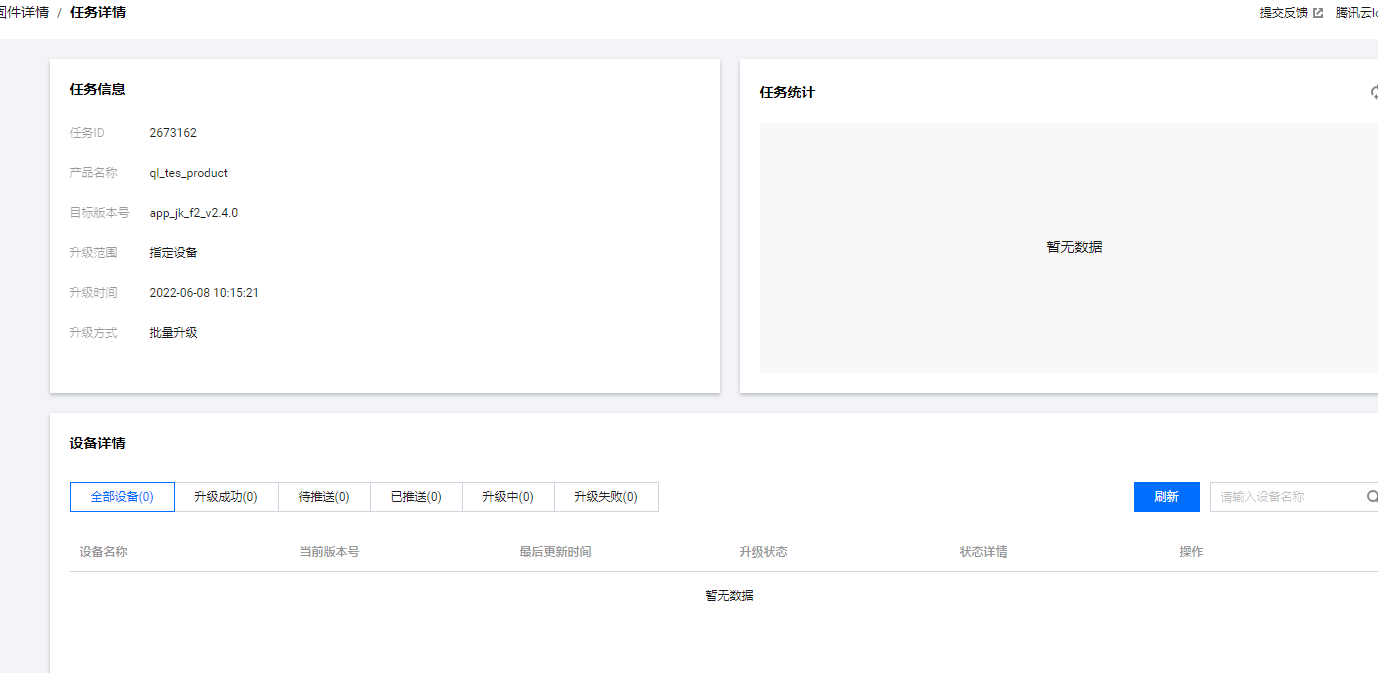 固件详情 / 任务详情
提交反馈 腾讯云Io
任务信息
任务ID 2673162
产品名称 ql_tes_product
目标版本号 app_jk_f2_v2.4.0
升级范围 指定设备
升级时间 2022-06-08 10:15:21
升级方式 批量升级
任务统计
暂无数据
设备详情
全部设备(0) 升级成功(0) 待推送(0) 已推送(0) 升级中(0) 升级失败(0)
刷新 请输入设备名称
设备名称 当前版本号 最后更新时间 升级状态 状态详情 操作
暂无数据